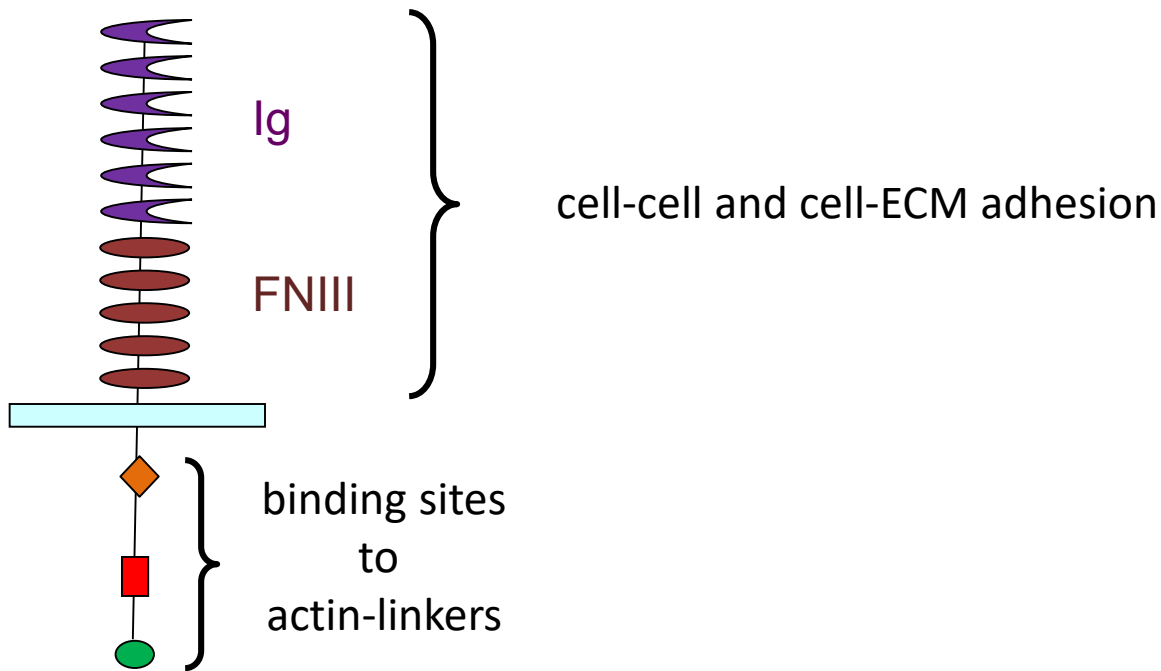 Ig
cell-cell and cell-ECM adhesion
FNIII
binding sites
to
actin-linkers